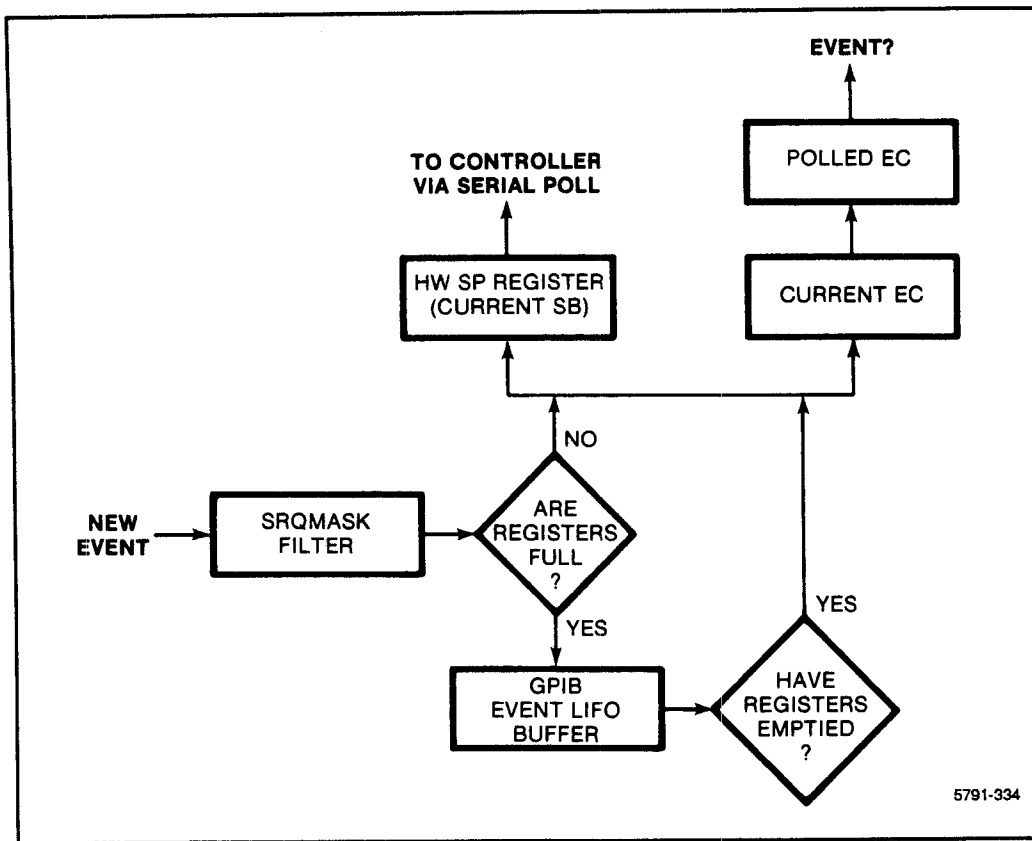 EVENT?
POLLED EC
TO CONTROLLER
VIA SERIAL POLL
HW SP REGISTER
(CURRENT SB)
CURRENT EC
NO
NEW
EVENT
SRQMASK
FILTER
ARE
REGISTERS
FULL
?
YES
YES
GPIB
EVENT LIFO
BUFFER
HAVE
REGISTERS
EMPTIED
?
5791-334